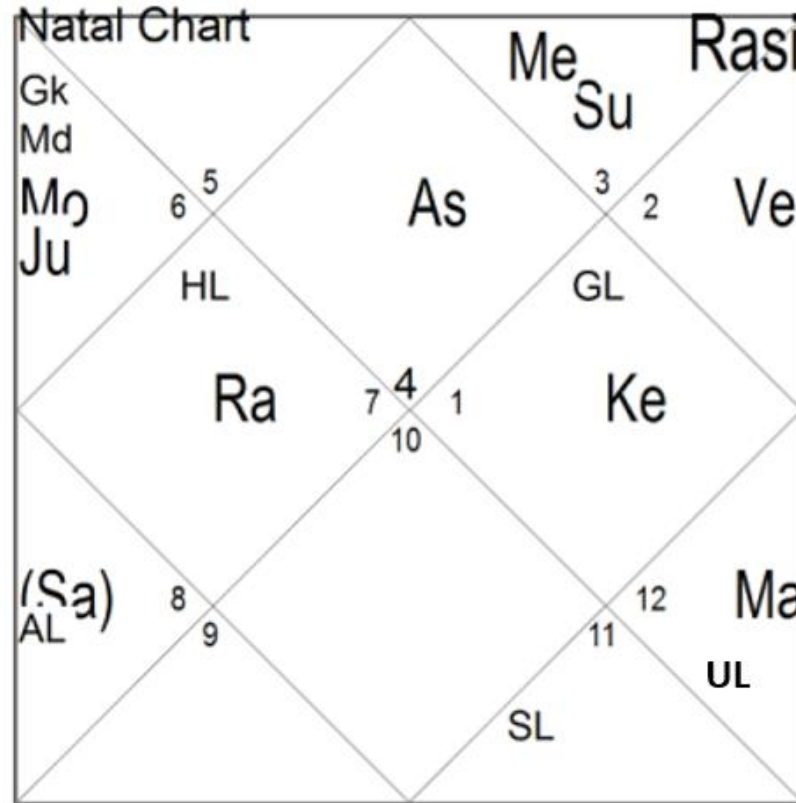 Natal Chart
Rasi
Me
Su
Gk
Md
Mo
Ju
5
6
As
3
2
Ve
HL
GL
Ra
7
4
1
Ke
10
(Sa)
AL
8
9
12
11
Ma
UL
SL